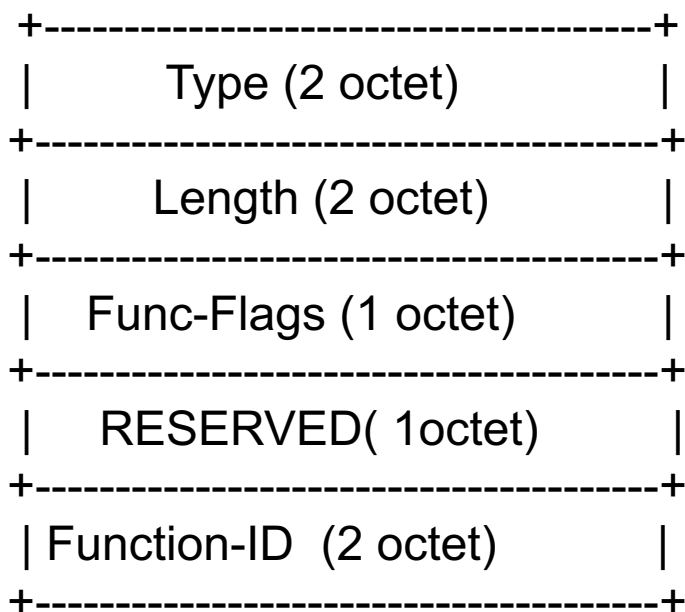 +--------------------------------------+
| Type (2 octet) |
+---------------------------------------+
| Length (2 octet) |
+---------------------------------------+
| Func-Flags (1 octet) |
+---------------------------------------+
| RESERVED( 1octet) |
+---------------------------------------+
| Function-ID (2 octet) |
+---------------------------------------+